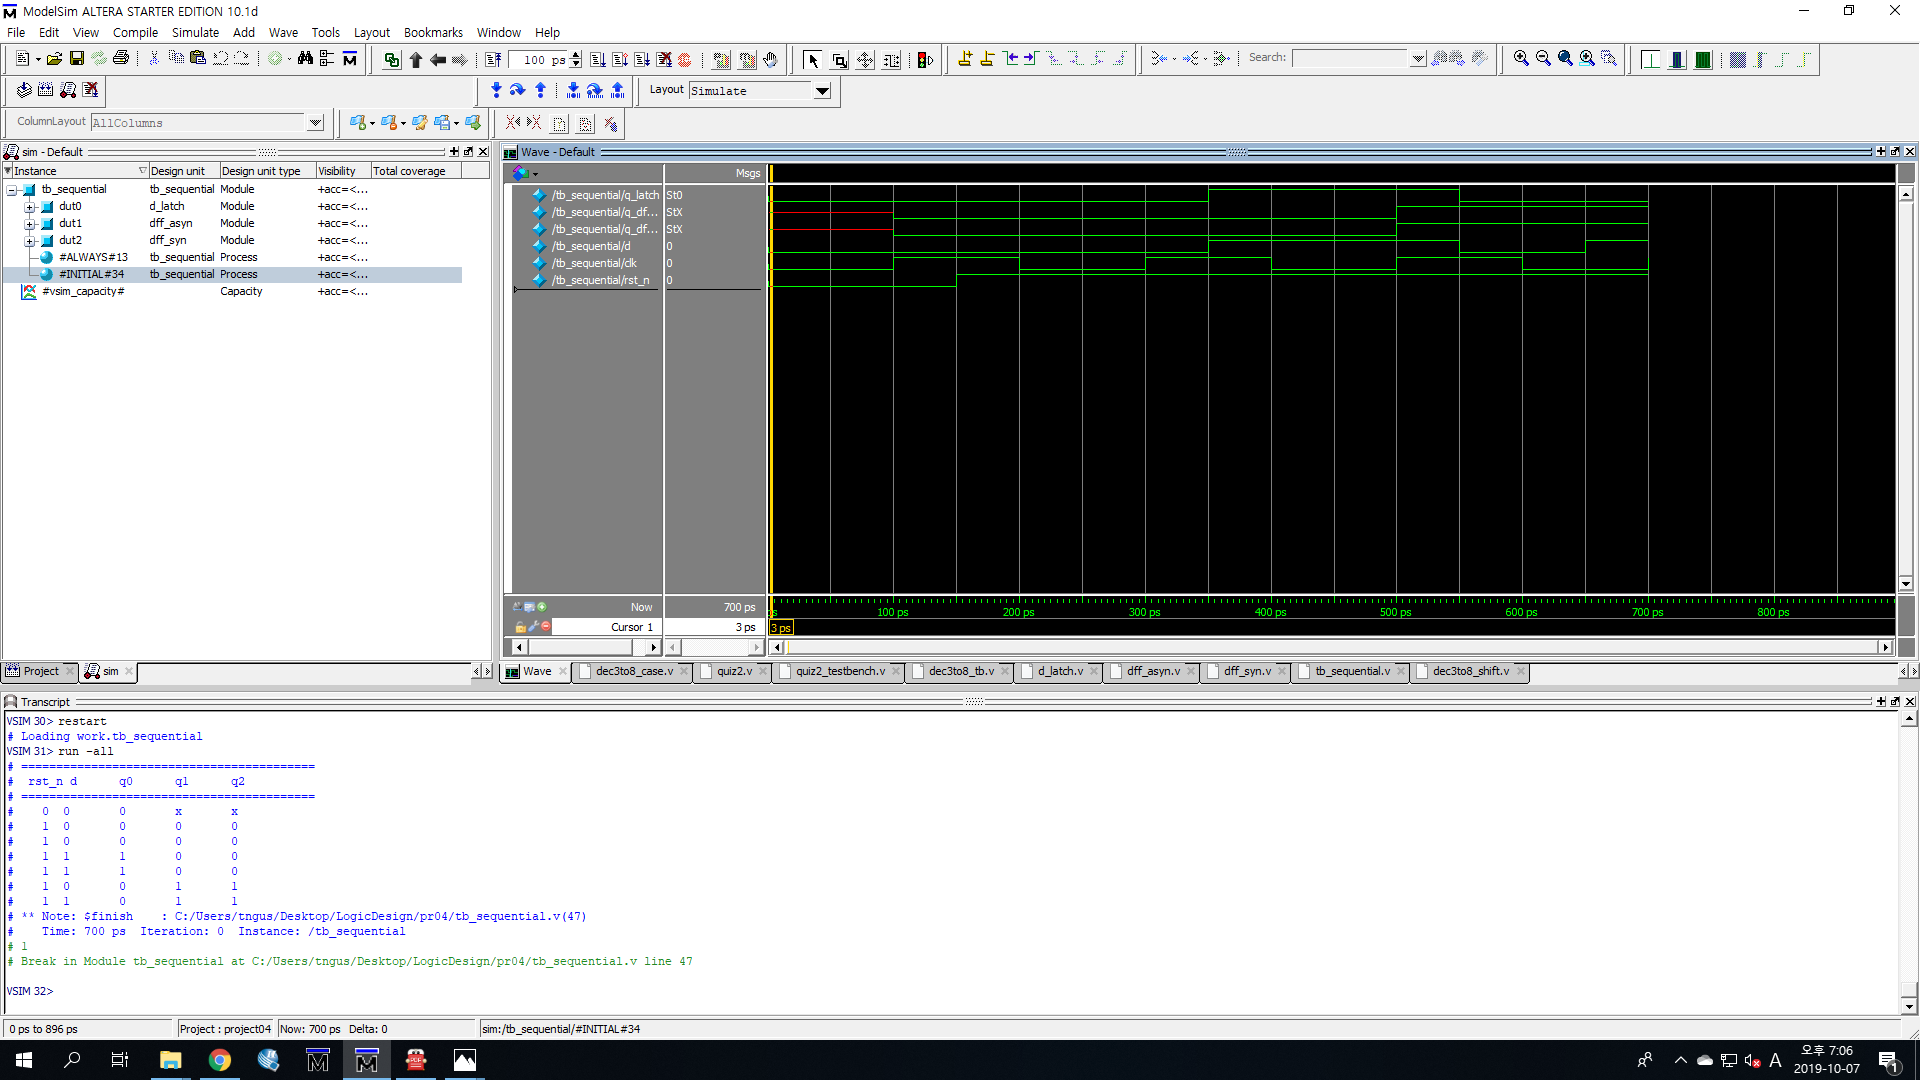 ModelSim ALTERA STARTER EDITION 10.1d
File Edit View Compile Simulate Add Wave Tools Layout Bookmarks Window Help
100 ps
Search:
Layout Simulate
ColumnLayout AllColumns
sim - Default
Instance Design unit Design unit type Visibility Total coverage
tb_sequential tb_sequential Module +acc=<...
dut0 d_latch Module +acc=<...
dut1 dff_asyn Module +acc=<...
dut2 dff_syn Module +acc=<...
#ALWAYS#13 tb_sequential Process +acc=<...
#INITIAL#34 tb_sequential Process +acc=<...
#vsim_capacity# Capacity +acc=<...
Project sim
Wave - Default
Msgs
/tb_sequential/q_latch St0
/tb_sequential/q_df... StX
/tb_sequential/q_df... StX
/tb_sequential/d 0
/tb_sequential/clk 0
/tb_sequential/rst_n 0
Now 700 ps
100 ps 200 ps 300 ps 400 ps 500 ps 600 ps 700 ps 800 ps
Cursor 1 3 ps
3 ps
Wave dec3to8_case.v quiz2.v quiz2_testbench.v dec3to8_tb.v d_latch.v dff_asyn.v dff_syn.v tb_sequential.v dec3to8_shift.v
Transcript
VSIM 30> restart
# Loading work.tb_sequential
VSIM 31> run -all
# ==========================================
# rst_n d q0 q1 q2
# ==========================================
# 0 0 0 x x
# 1 0 0 0 0
# 1 0 0 0 0
# 1 1 1 0 0
# 1 1 1 0 0
# 1 0 0 1 1
# 1 1 0 1 1
# ** Note: $finish : C:/Users/tngus/Desktop/LogicDesign/pr04/tb_sequential.v(47)
# Time: 700 ps Iteration: 0 Instance: /tb_sequential
# 1
# Break in Module tb_sequential at C:/Users/tngus/Desktop/LogicDesign/pr04/tb_sequential.v line 47
VSIM 32>
0 ps to 896 ps Project : project04 Now: 700 ps Delta: 0 sim:/tb_sequential/#INITIAL#34
A
오후 7:06
2019-10-07
1